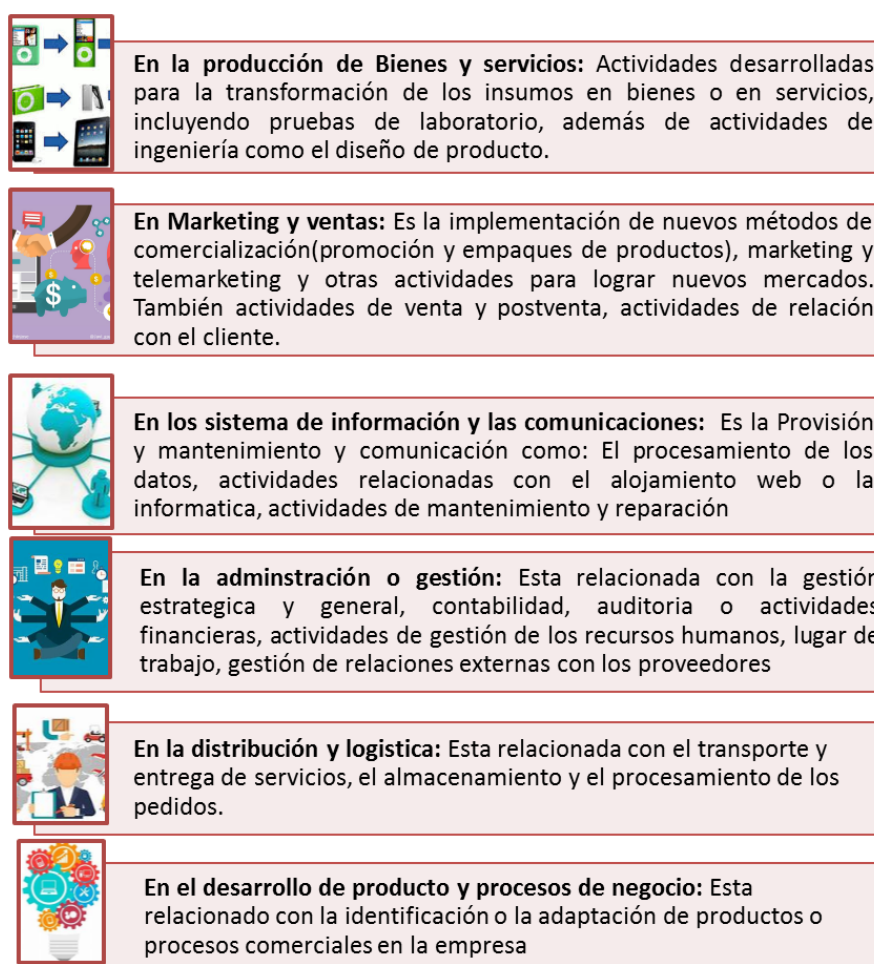 En la producción de Bienes y servicios: Actividades desarrolladas
para la transformación de los insumos en bienes o en servicios,
incluyendo pruebas de laboratorio, además de actividades de
ingeniería como el diseño de producto.
En Marketing y ventas: Es la implementación de nuevos métodos de
comercialización(promoción y empaques de productos), marketing y
telemarketing y otras actividades para lograr nuevos mercados.
También actividades de venta y postventa, actividades de relación
con el cliente.
En los sistema de información y las comunicaciones: Es la Provisión
y mantenimiento y comunicación como: El procesamiento de los
datos, actividades relacionadas con el alojamiento web o la
informatica, actividades de mantenimiento y reparación
En la adminstración o gestión: Esta relacionada con la gestión
estrategica y general, contabilidad, auditoria o actividades
financieras, actividades de gestión de los recursos humanos, lugar de
trabajo, gestión de relaciones externas con los proveedores
En la distribución y logistica: Esta relacionada con el transporte y
entrega de servicios, el almacenamiento y el procesamiento de los
pedidos.
En el desarrollo de producto y procesos de negocio: Esta
relacionado con la identificación o la adaptación de productos o
procesos comerciales en la empresa